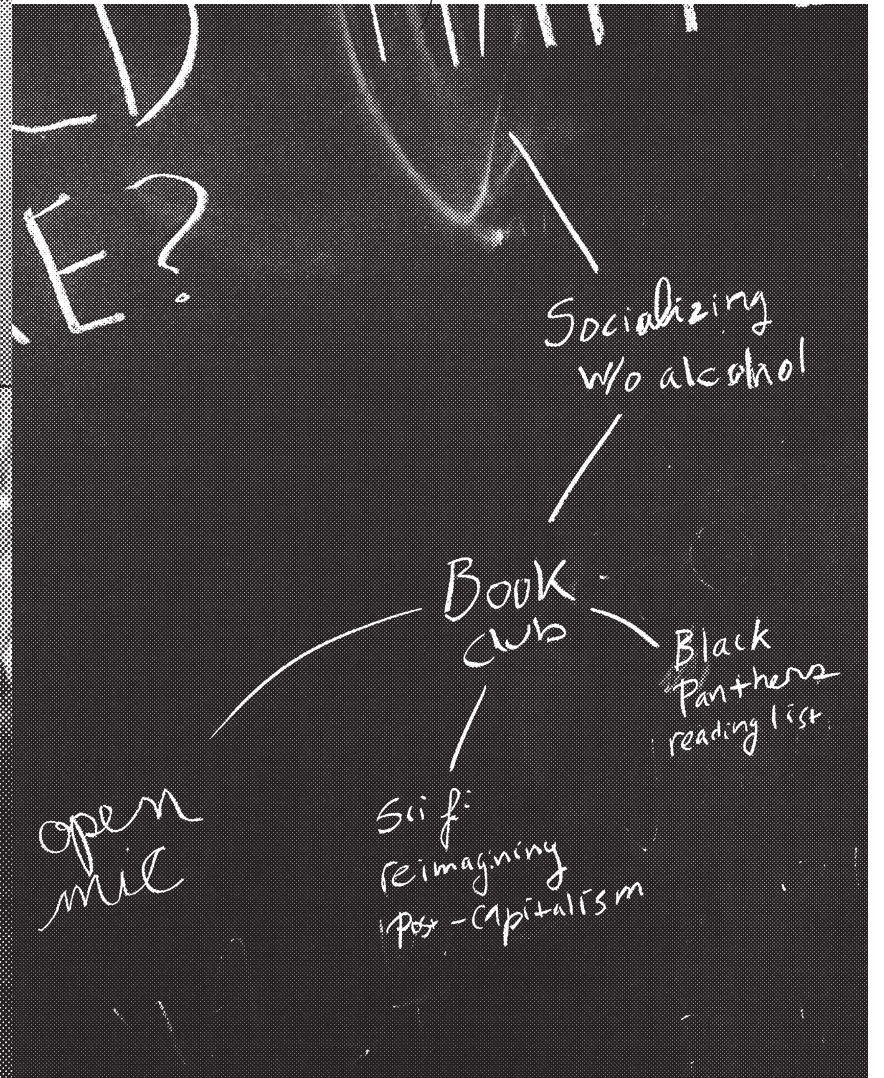 E?
Socializing
w/o alcohol
Book
club
Black
Panthers
reading list
open
mic
Sci fi
reimagining
post-capitalism